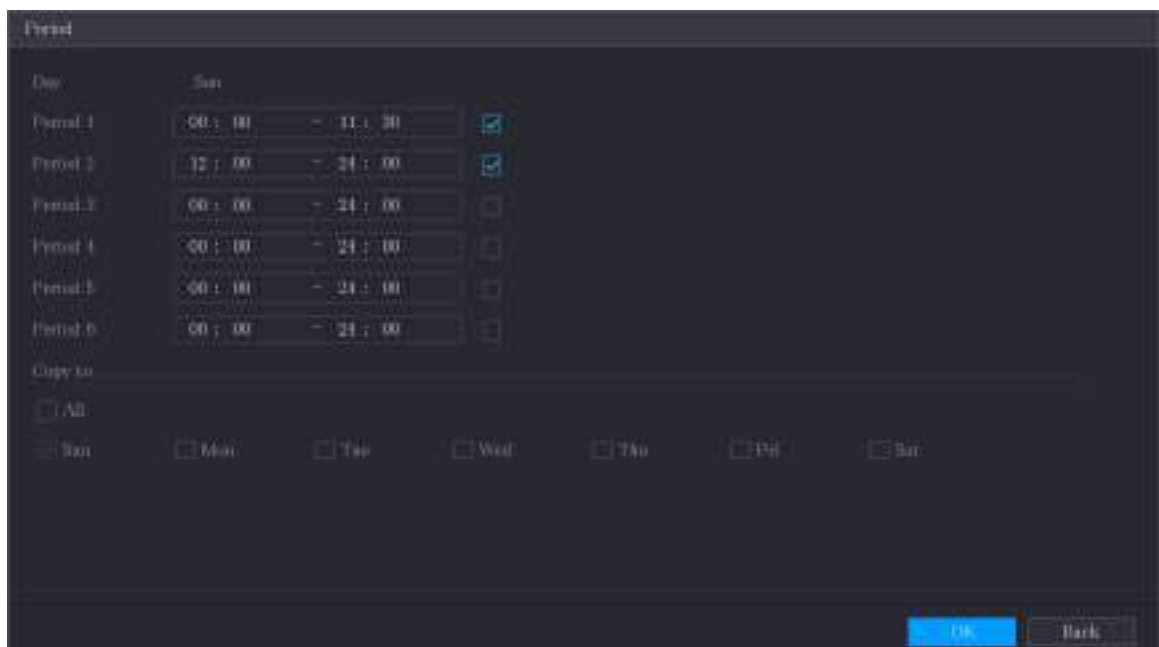 Period
Day Sun
Period 1 00 : 00 - 11 : 30
Period 2 12 : 00 - 24 : 00
Period 3 00 : 00 - 24 : 00
Period 4 00 : 00 - 24 : 00
Period 5 00 : 00 - 24 : 00
Period 6 00 : 00 - 24 : 00
Copy to
All
Sun Mon Tue Wed Thu Fri Sat
OK Back